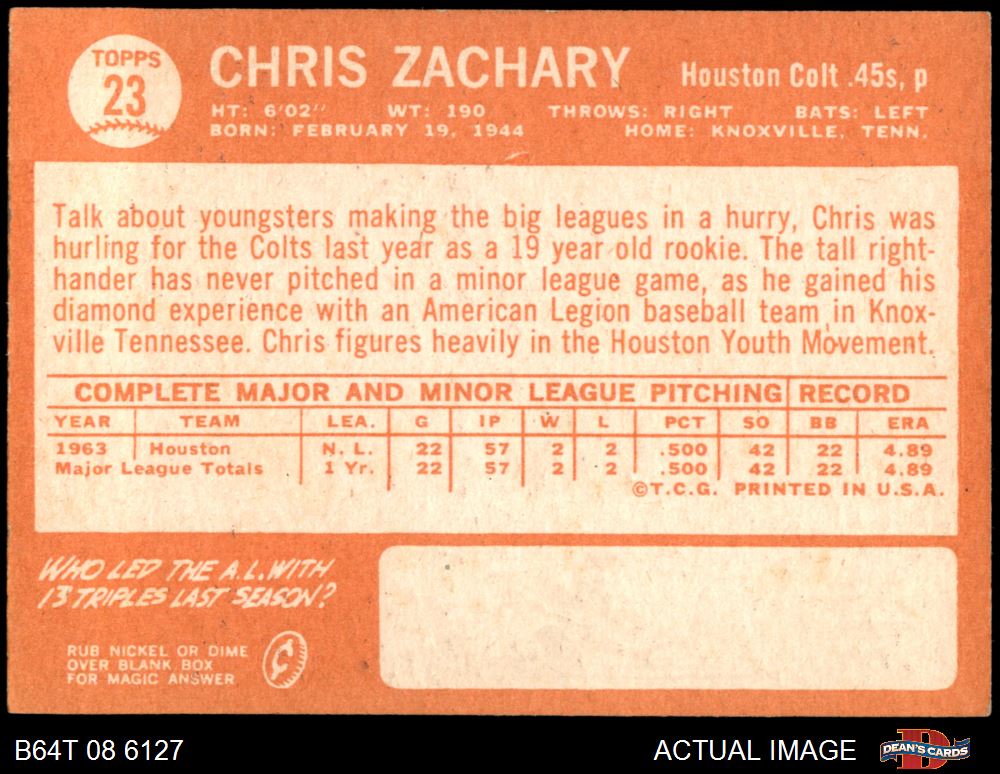 TOPPS
23
CHRIS ZACHARY
Houston Colt .45s, p
HT: 6'02" WT: 190 THROWS: RIGHT BATS: LEFT
BORN: FEBRUARY 19, 1944 HOME: KNOXVILLE, TENN.
Talk about youngsters making the big leagues in a hurry, Chris was
hurling for the Colts last year as a 19 year old rookie. The tall right-
hander has never pitched in a minor league game, as he gained his
diamond experience with an American Legion baseball team in Knox-
ville Tennessee. Chris figures heavily in the Houston Youth Movement.
COMPLETE MAJOR AND MINOR LEAGUE PITCHING RECORD
YEAR TEAM LEA. G IP W L PCT SO BB ERA
1963 Houston N. L. 22 57 2 2 .500 42 22 4.89
Major League Totals 1 Yr. 22 57 2 2 .500 42 22 4.89
©T.C.G. PRINTED IN U.S.A.
WHO LED THE A.L. WITH
13 TRIPLES LAST SEASON?
RUB NICKEL OR DIME
OVER BLANK BOX
FOR MAGIC ANSWER
B64T 08 6127
ACTUAL IMAGE
DEAN'S CARDS